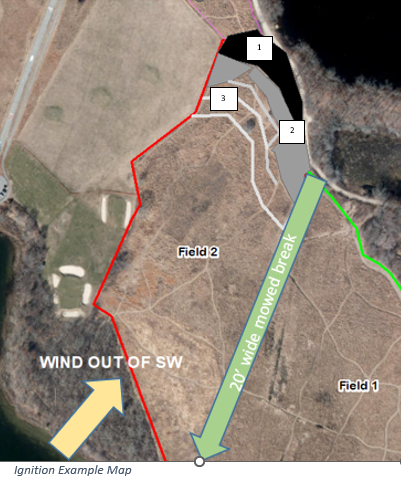 1
3
2
Field 2
20' wide mowed break
WIND OUT OF SW
Field 1
Ignition Example Map